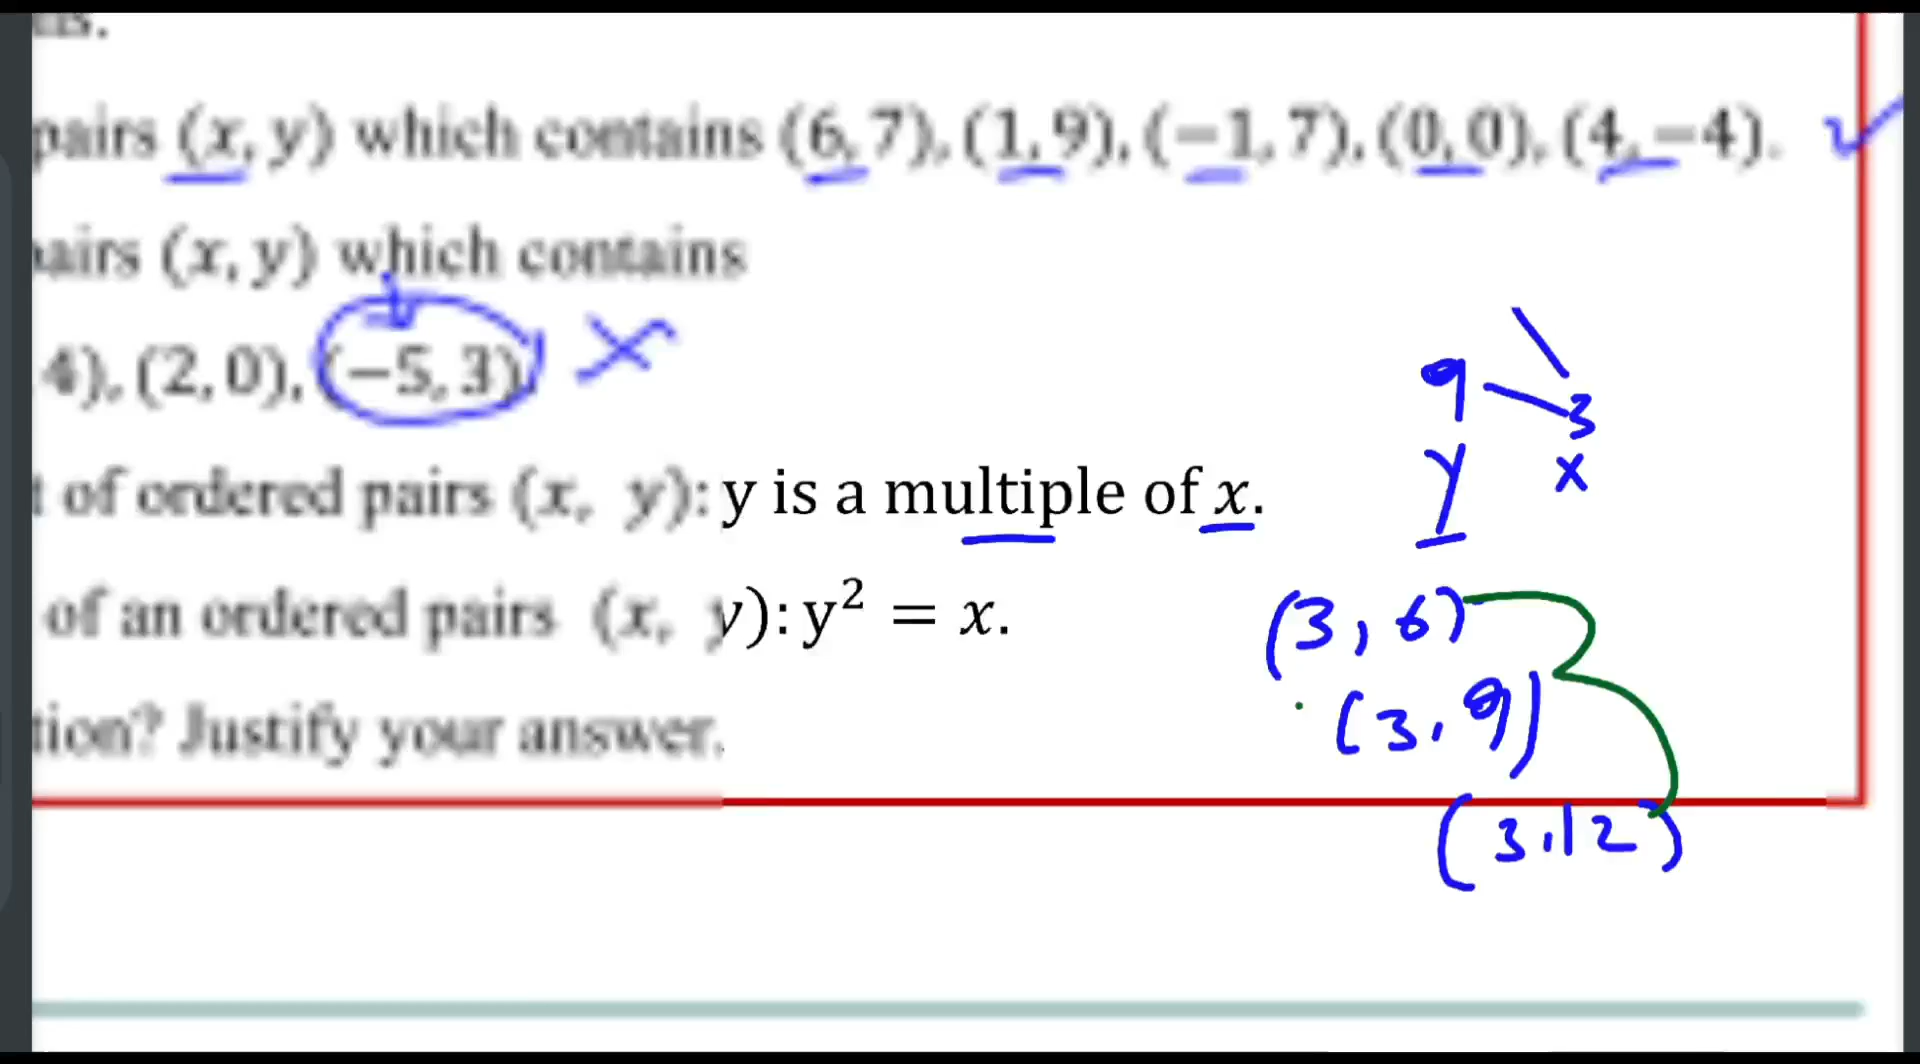 pairs (x, y) which contains (6, 7), (1, 9), (−1, 7), (0, 0), (4, −4).
pairs (x, y) which contains
4), (2, 0), (−5, 3)
of ordered pairs (x, y): y is a multiple of x.
of an ordered pairs (x, y): y² = x.
tion? Justify your answer.
9 3
y x
(3, 6)
(3, 9)
(3, 12)